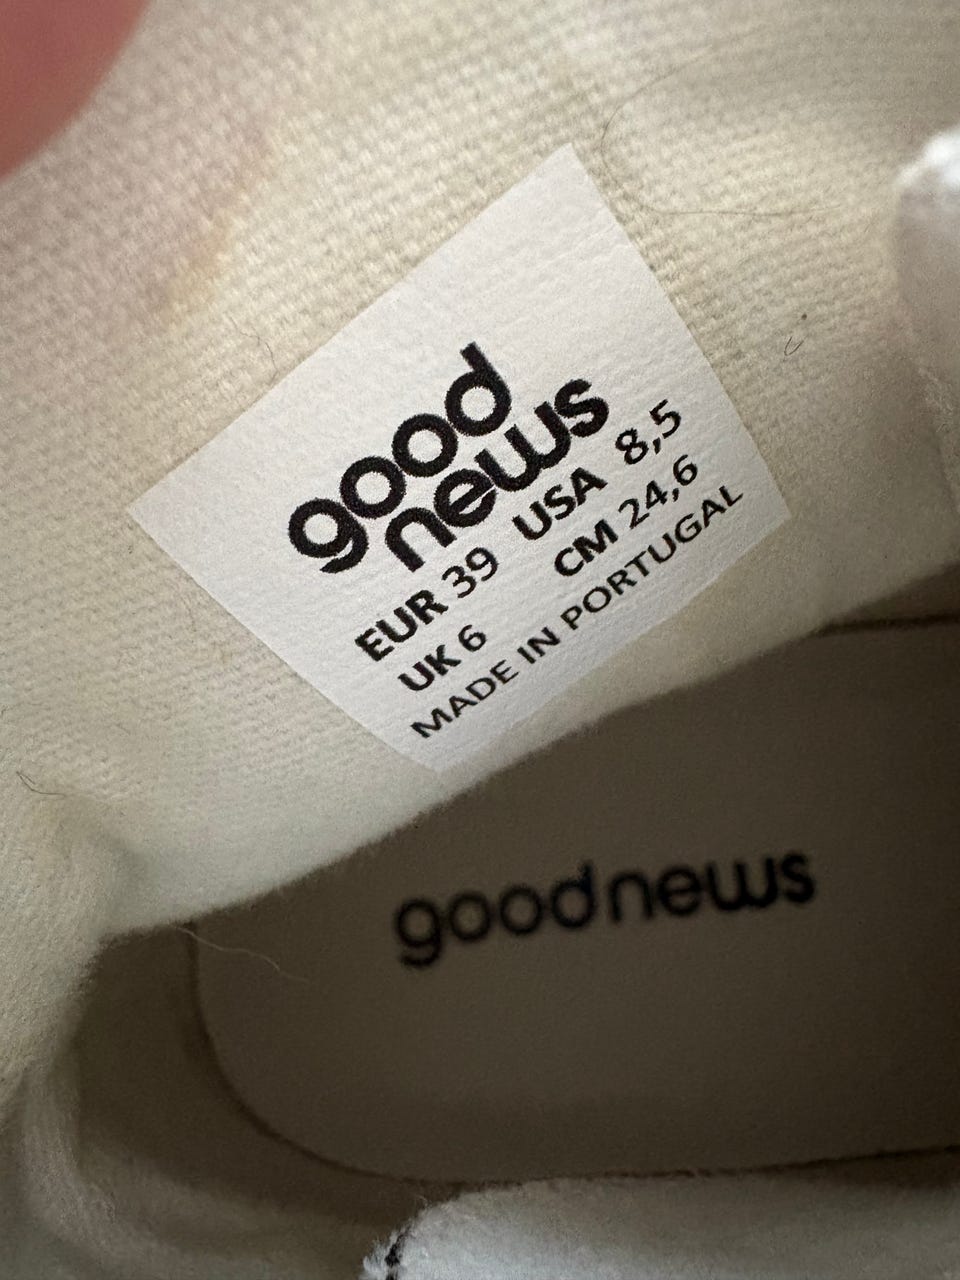 good
news
EUR 39 USA 8,5
UK 6 CM 24,6
MADE IN PORTUGAL
goodnews